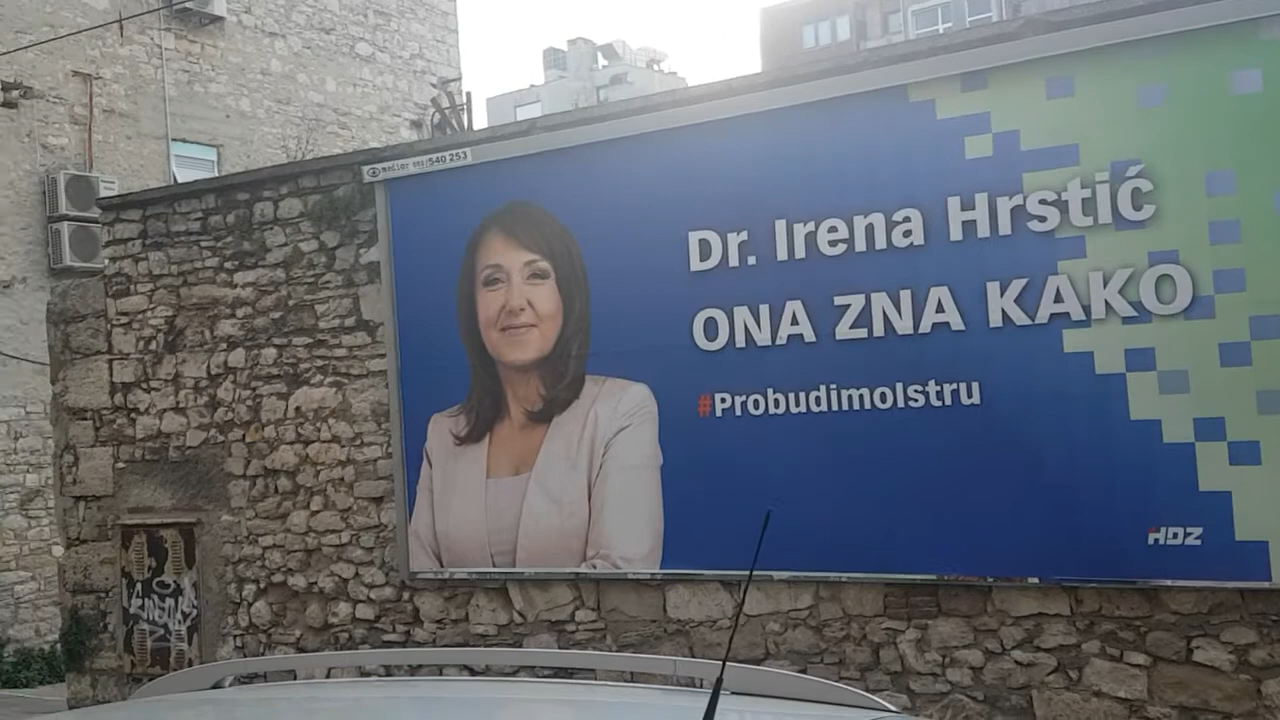 540 253
Dr. Irena Hrstić
ONA ZNA KAKO
#ProbudimoIstru
HDZ